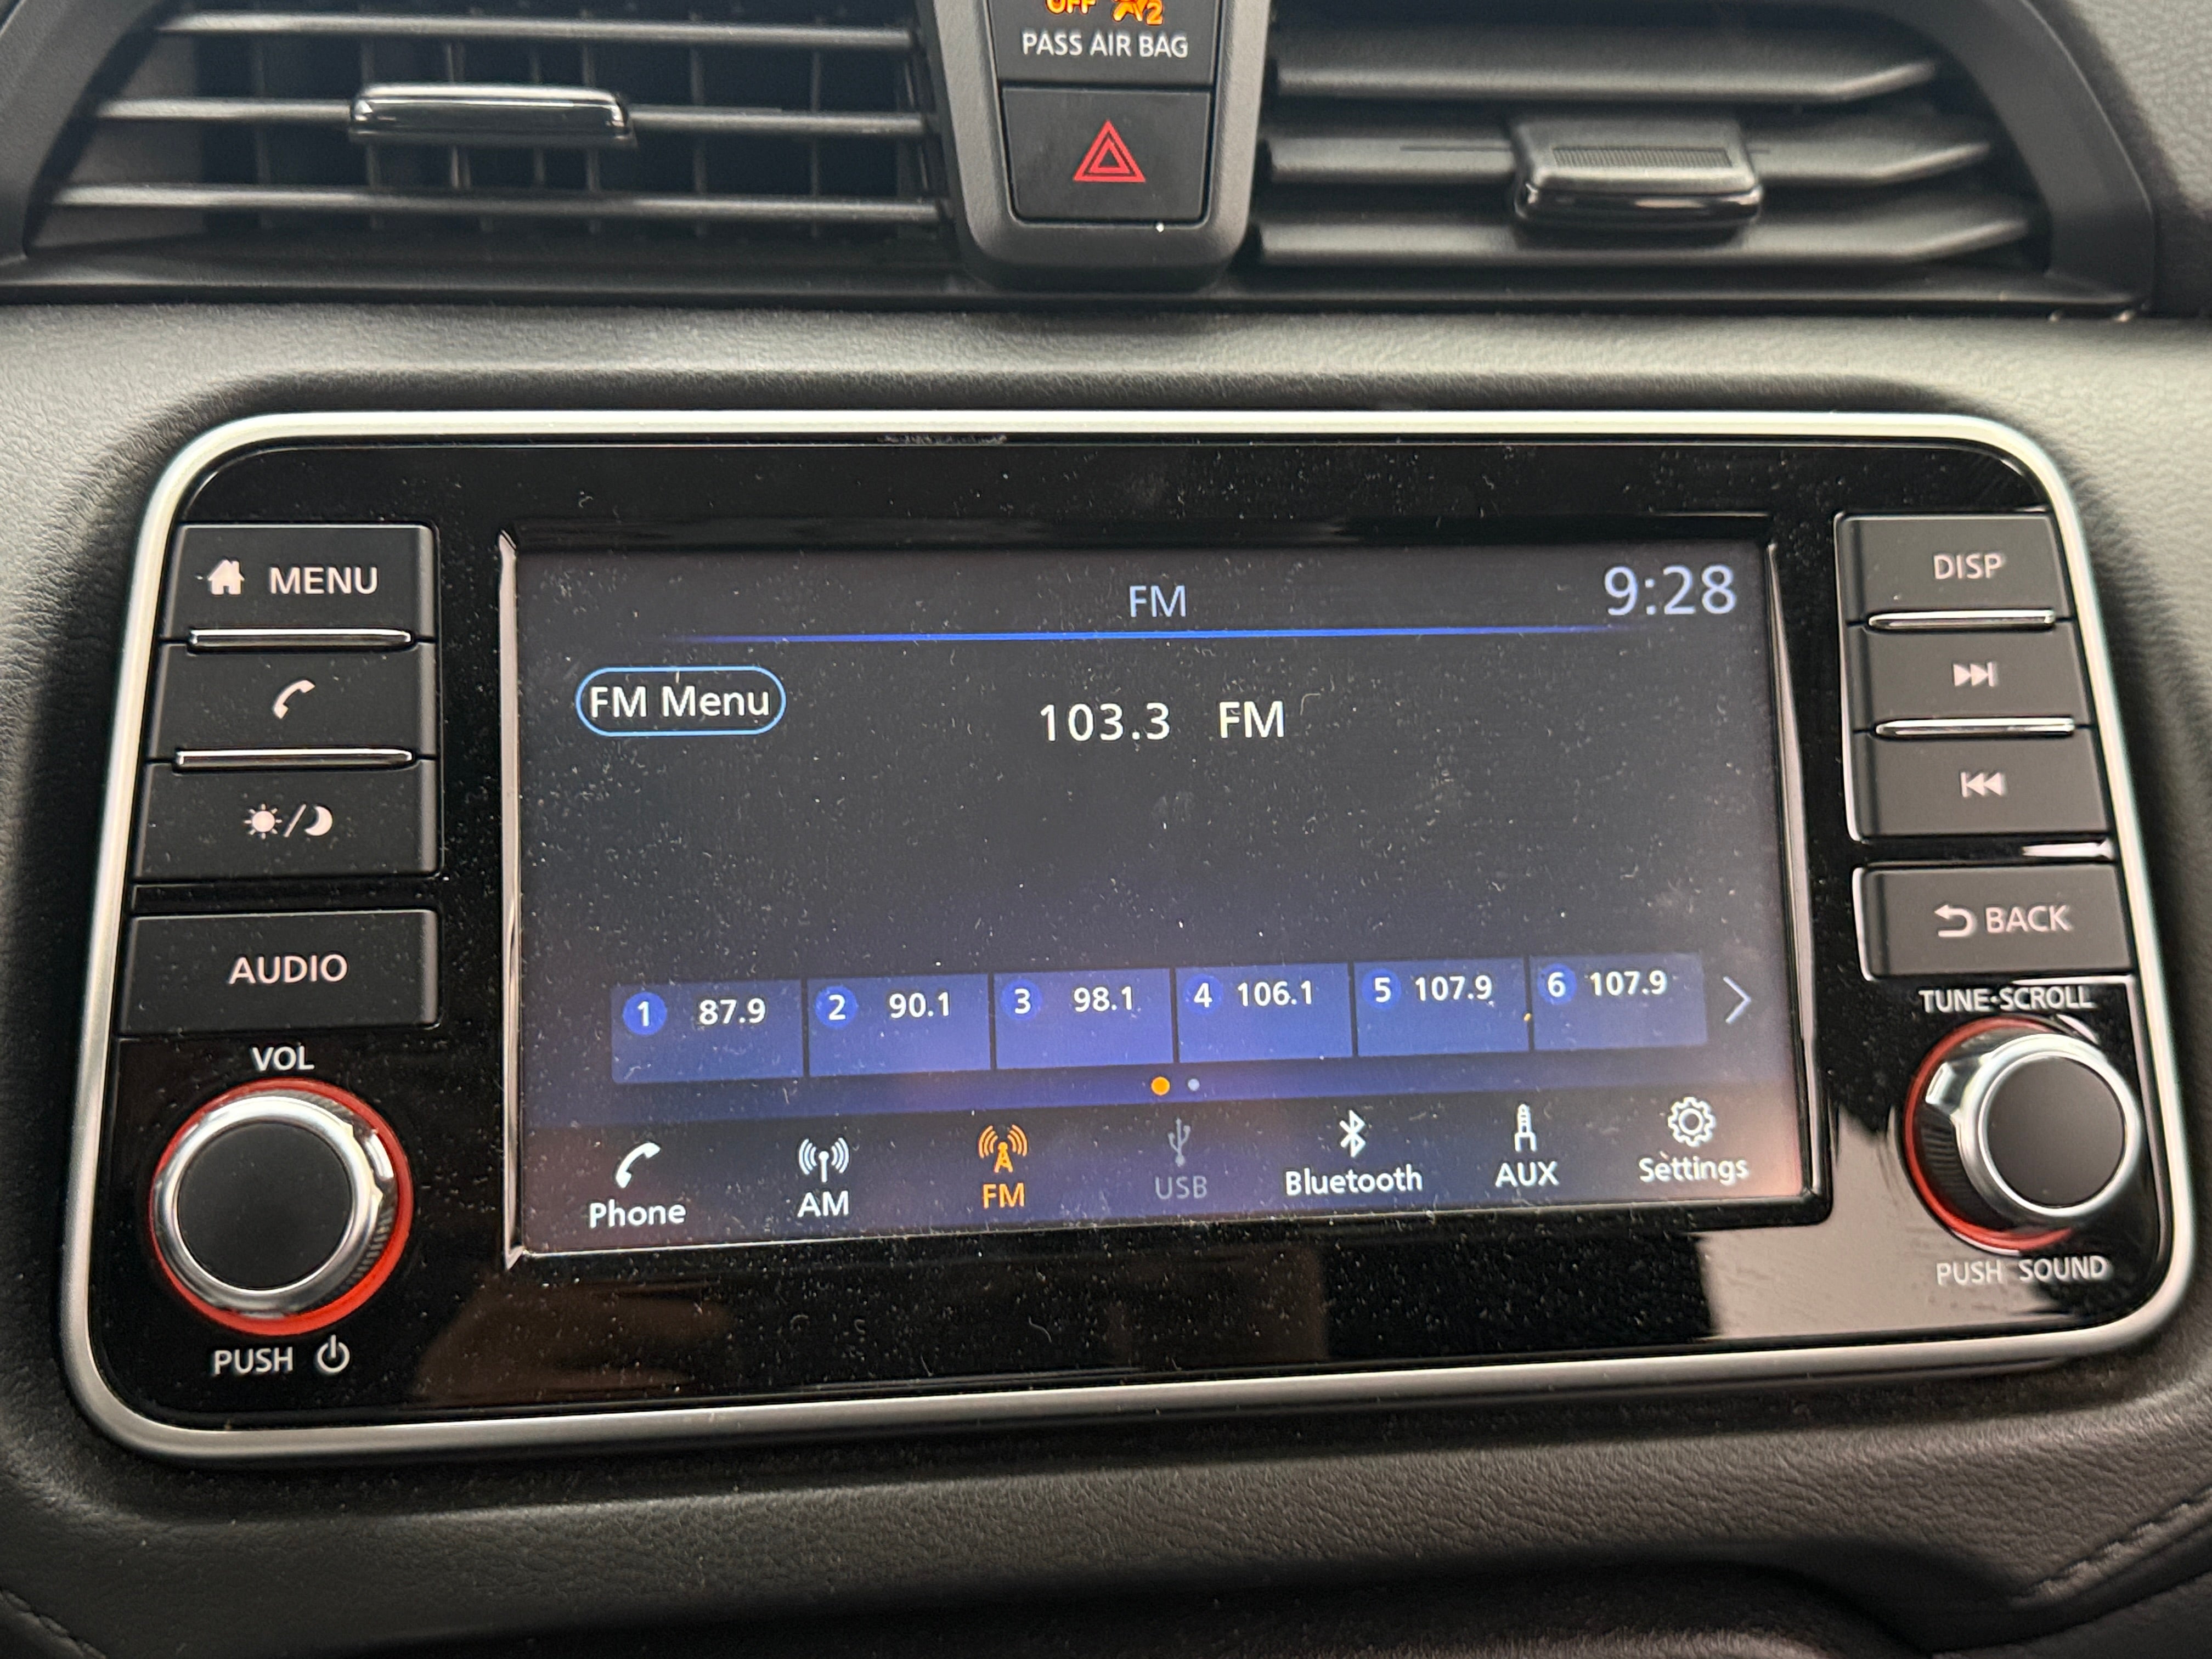 OFF 2
PASS AIR BAG
MENU
DISP
FM
9:28
FM Menu
103.3 FM
AUDIO
BACK
1 87.9 2 90.1 3 98.1 4 106.1 5 107.9 6 107.9
VOL
TUNE·SCROLL
Phone AM FM USB Bluetooth AUX Settings
PUSH
PUSH SOUND